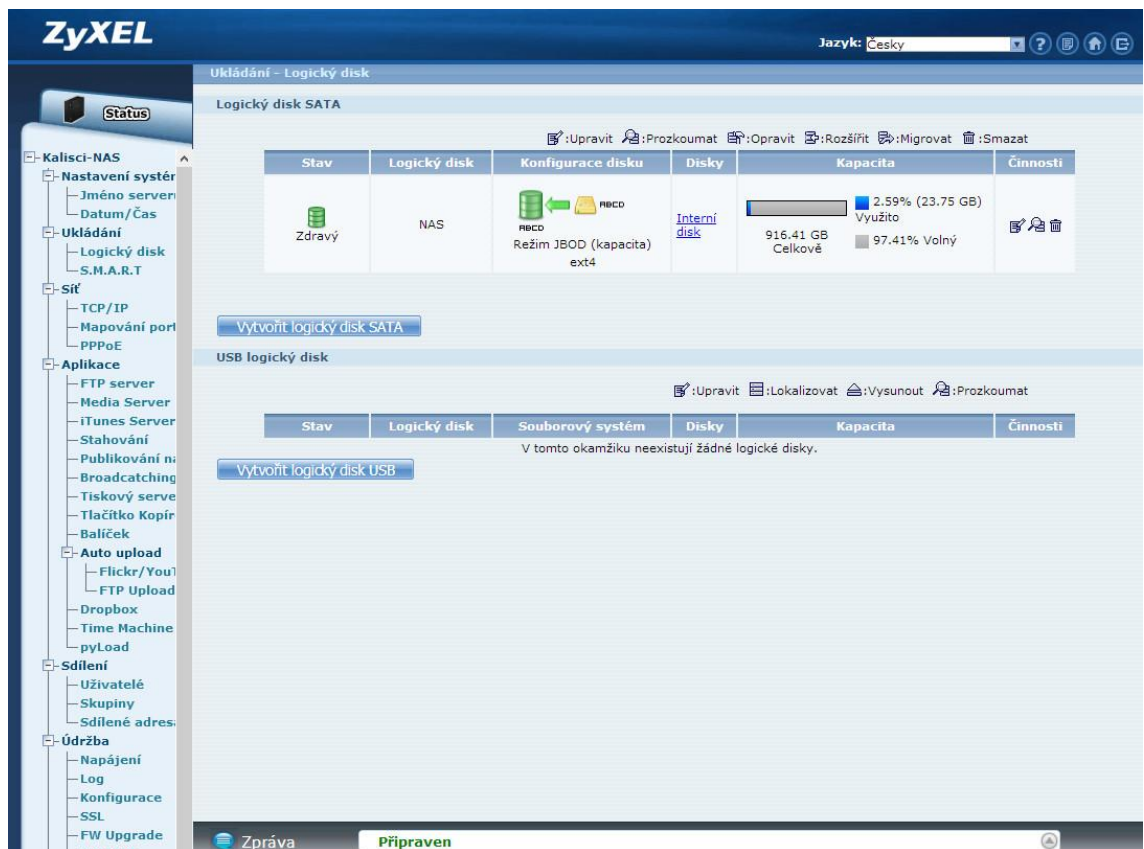 ZyXEL
Jazyk: Česky
Status
Ukládání - Logický disk
Kalisci-NAS
Nastavení systém
Jméno server
Datum/Čas
Ukládání
Logický disk
S.M.A.R.T
Síť
TCP/IP
Mapování port
PPPoE
Aplikace
FTP server
Media Server
iTunes Server
Stahování
Publikování na
Broadcatching
Tiskový serve
Tlačítko Kopír
Balíček
Auto upload
Flickr/YouT
FTP Upload
Dropbox
Time Machine
pyLoad
Sdílení
Uživatelé
Skupiny
Sdílené adres
Údržba
Napájení
Log
Konfigurace
SSL
FW Upgrade
Logický disk SATA
:Upravit :Prozkoumat :Opravit :Rozšířit :Migrovat :Smazat
Stav Logický disk Konfigurace disku Disky Kapacita Činnosti
Zdravý
NAS
ABCD
ABCD
Režim JBOD (kapacita)
ext4
Interní
disk
916.41 GB
Celkově
2.59% (23.75 GB)
Využito
97.41% Volný
Vytvořit logický disk SATA
USB logický disk
:Upravit :Lokalizovat :Vysunout :Prozkoumat
Stav Logický disk Souborový systém Disky Kapacita Činnosti
V tomto okamžiku neexistují žádné logické disky.
Vytvořit logický disk USB
Zpráva
Připraven